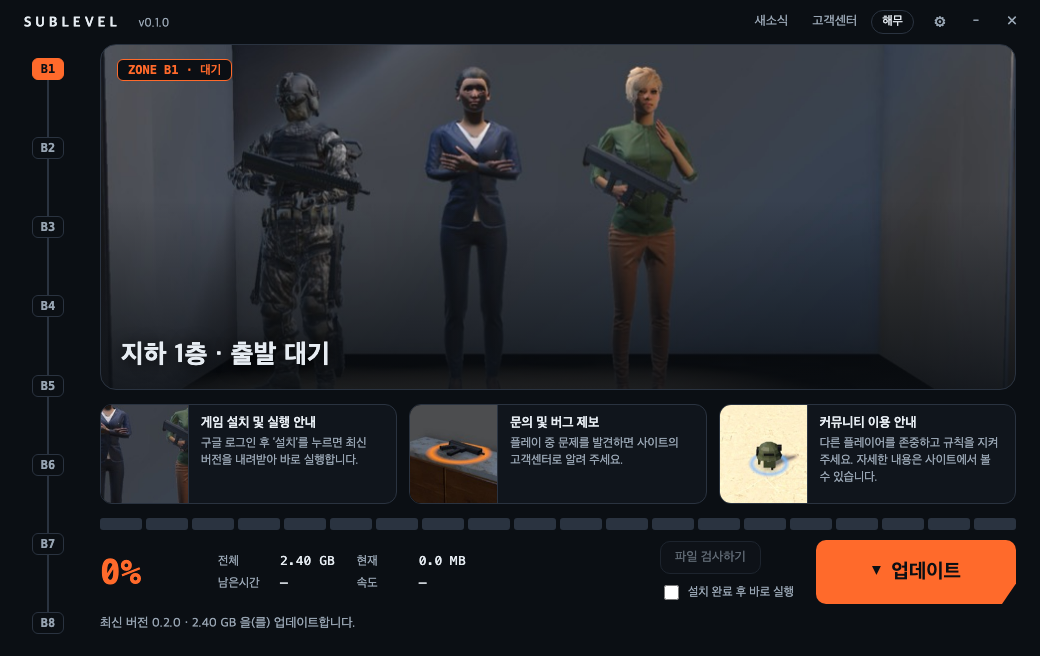 SUBLEVEL v0.1.0
새소식 고객센터 해무 ⚙ – ✕
B1
B2
B3
B4
B5
B6
B7
B8
ZONE B1 · 대기
지하 1층 · 출발 대기
게임 설치 및 실행 안내
구글 로그인 후 '설치'를 누르면 최신
버전을 내려받아 바로 실행합니다.
문의 및 버그 제보
플레이 중 문제를 발견하면 사이트의
고객센터로 알려 주세요.
커뮤니티 이용 안내
다른 플레이어를 존중하고 규칙을 지켜
주세요. 자세한 내용은 사이트에서 볼
수 있습니다.
0%
전체 2.40 GB 현재 0.0 MB
남은시간 — 속도 —
파일 검사하기
설치 완료 후 바로 실행
▼ 업데이트
최신 버전 0.2.0 · 2.40 GB 을(를) 업데이트합니다.